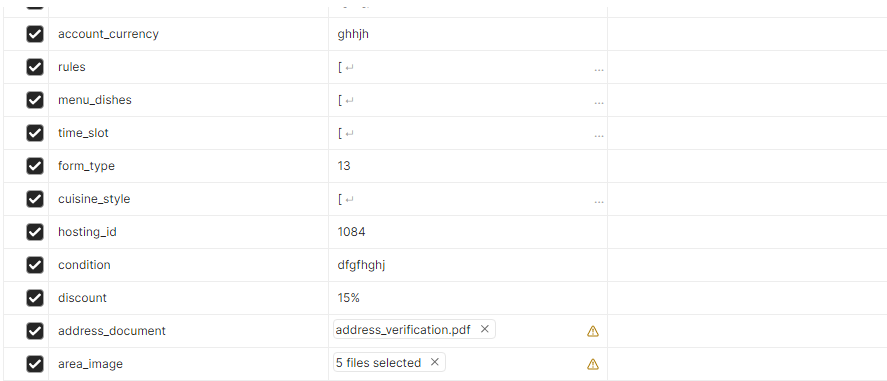 account_currency ghhjh
rules [ ↵ ...
menu_dishes [ ↵ ...
time_slot [ ↵ ...
form_type 13
cuisine_style [ ↵ ...
hosting_id 1084
condition dfgfhghj
discount 15%
address_document address_verification.pdf ×
area_image 5 files selected ×